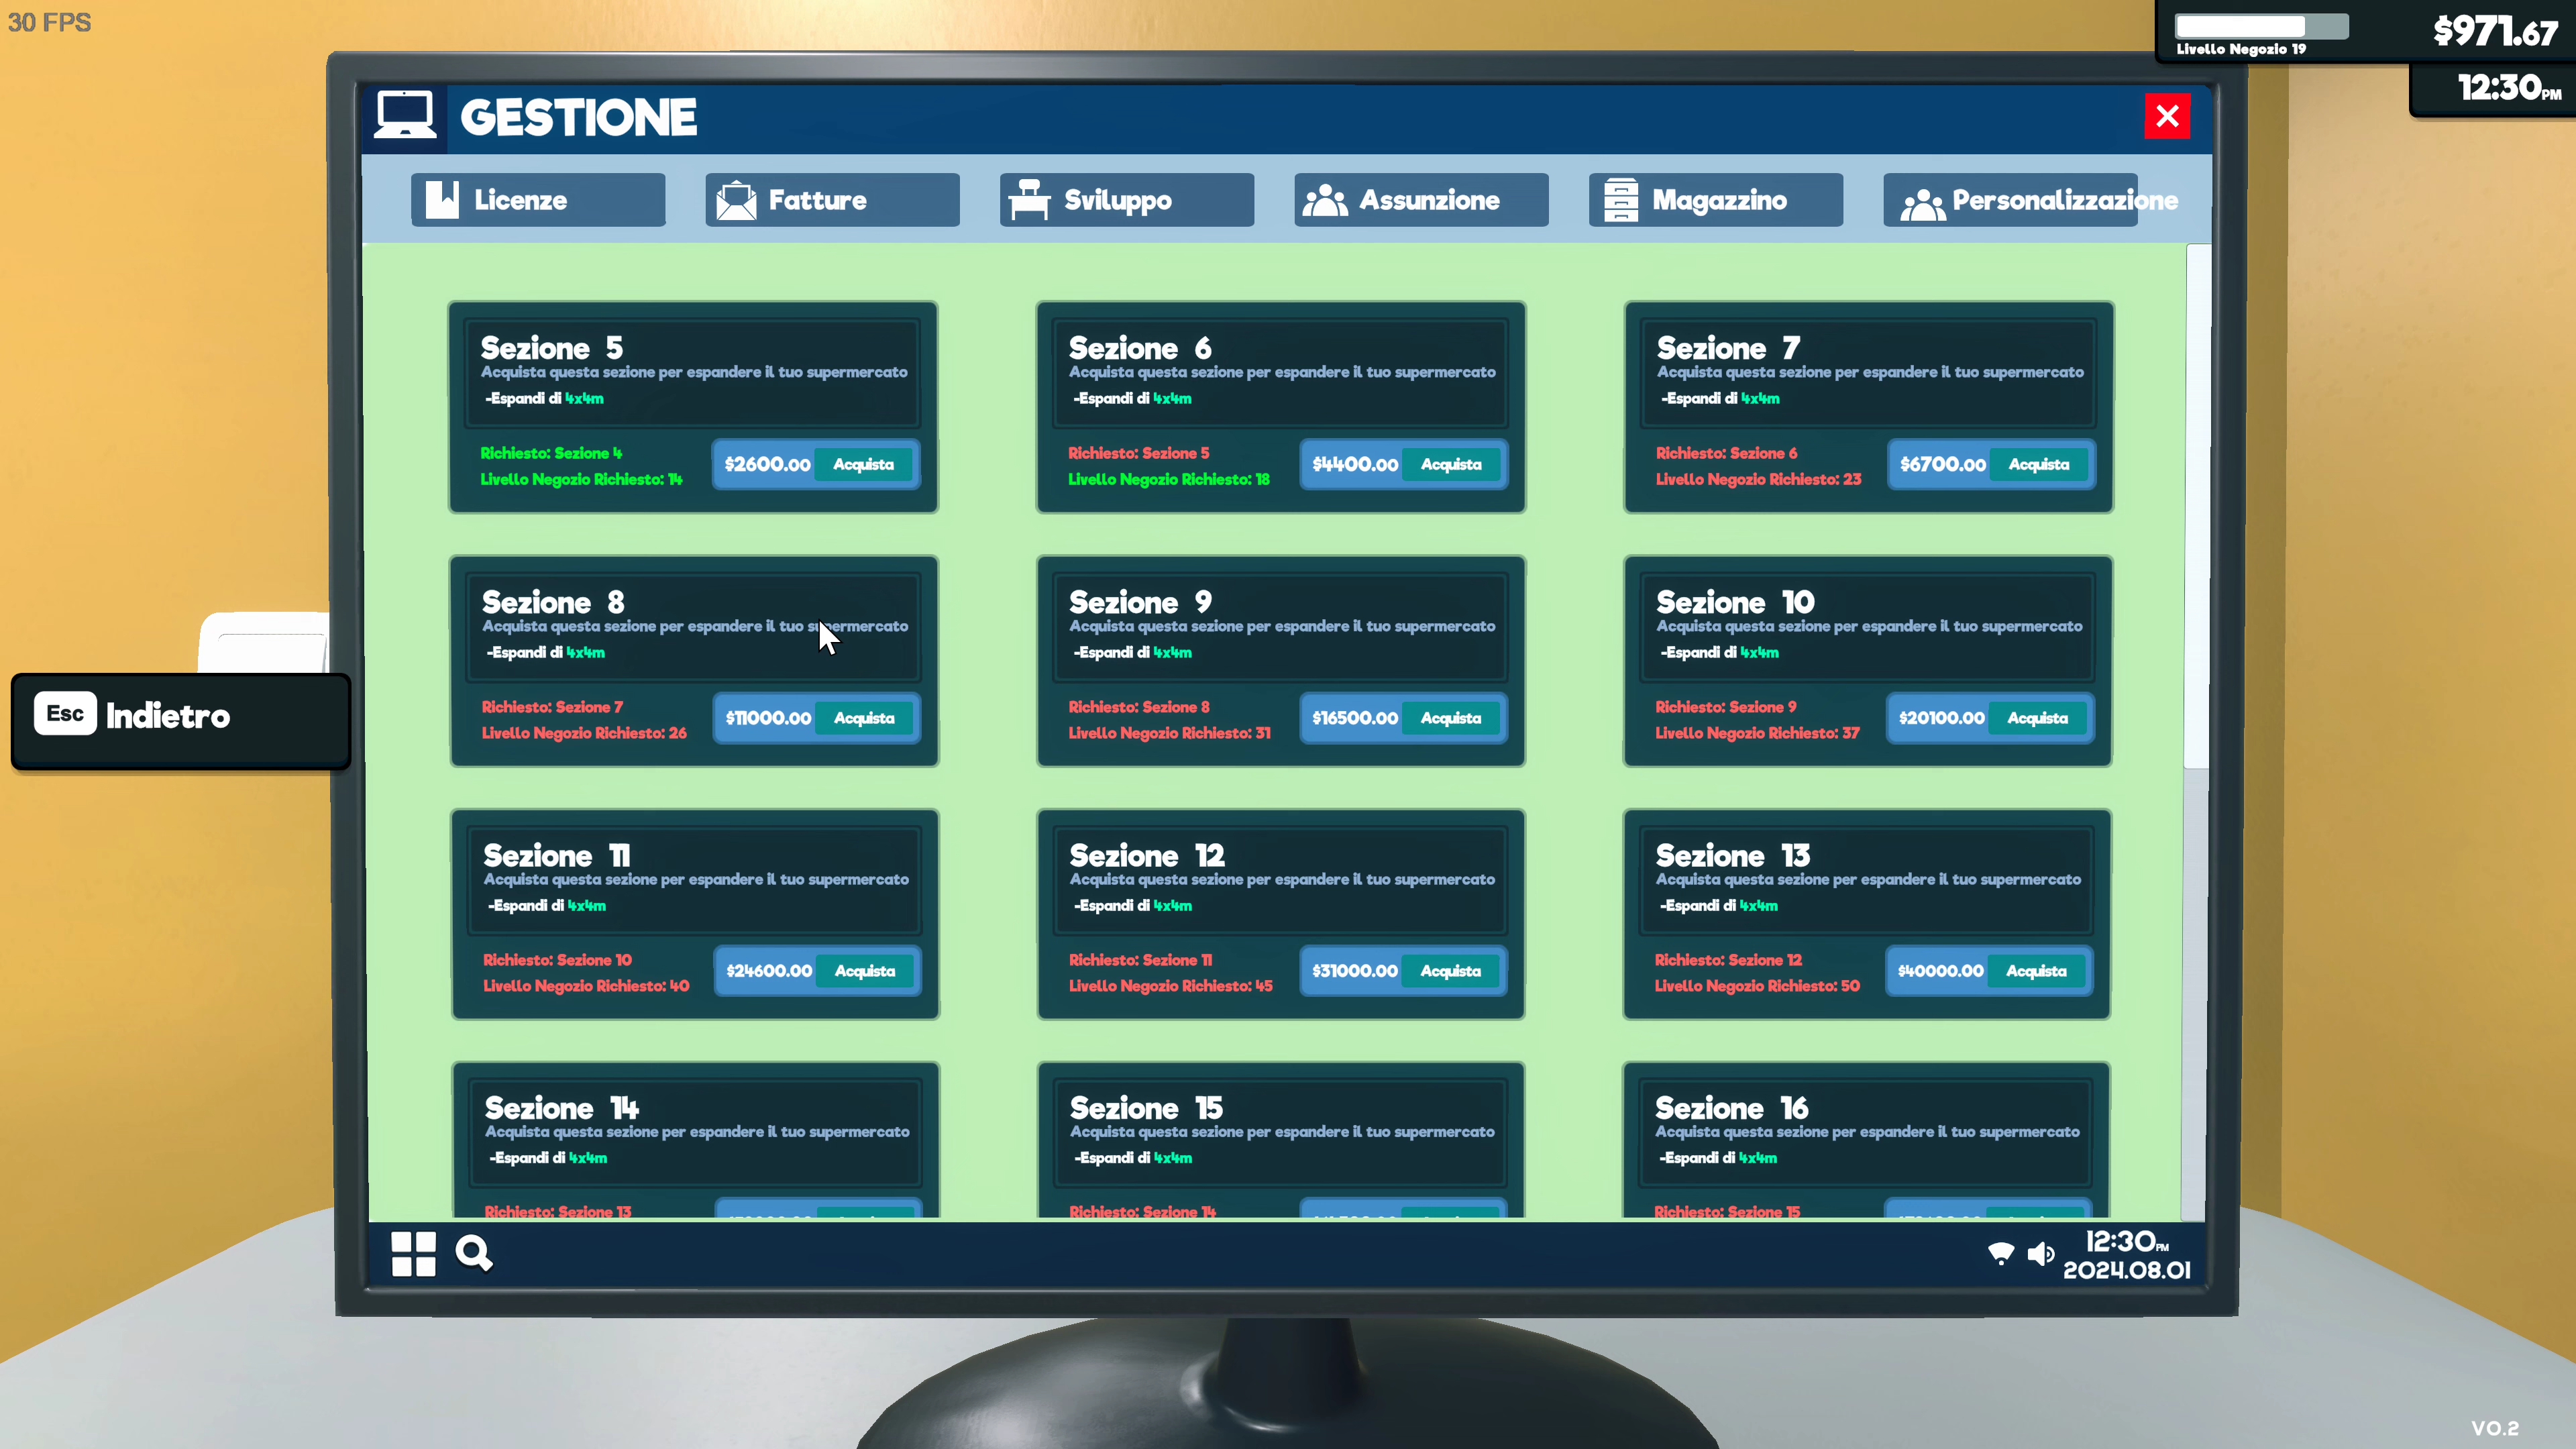 30 FPS
Livello Negozio 19
$971.67
12:30PM
GESTIONE
Licenze
Fatture
Sviluppo
Assunzione
Magazzino
Personalizzazione
Sezione 5
Acquista questa sezione per espandere il tuo supermercato
-Espandi di 4x4m
Richiesto: Sezione 4
Livello Negozio Richiesto: 14
$2600.00 Acquista
Sezione 6
Acquista questa sezione per espandere il tuo supermercato
-Espandi di 4x4m
Richiesto: Sezione 5
Livello Negozio Richiesto: 18
$4400.00 Acquista
Sezione 7
Acquista questa sezione per espandere il tuo supermercato
-Espandi di 4x4m
Richiesto: Sezione 6
Livello Negozio Richiesto: 23
$6700.00 Acquista
Sezione 8
Acquista questa sezione per espandere il tuo supermercato
-Espandi di 4x4m
Richiesto: Sezione 7
Livello Negozio Richiesto: 26
$11000.00 Acquista
Sezione 9
Acquista questa sezione per espandere il tuo supermercato
-Espandi di 4x4m
Richiesto: Sezione 8
Livello Negozio Richiesto: 31
$16500.00 Acquista
Sezione 10
Acquista questa sezione per espandere il tuo supermercato
-Espandi di 4x4m
Richiesto: Sezione 9
Livello Negozio Richiesto: 37
$20100.00 Acquista
Esc Indietro
Sezione 11
Acquista questa sezione per espandere il tuo supermercato
-Espandi di 4x4m
Richiesto: Sezione 10
Livello Negozio Richiesto: 40
$24600.00 Acquista
Sezione 12
Acquista questa sezione per espandere il tuo supermercato
-Espandi di 4x4m
Richiesto: Sezione 11
Livello Negozio Richiesto: 45
$31000.00 Acquista
Sezione 13
Acquista questa sezione per espandere il tuo supermercato
-Espandi di 4x4m
Richiesto: Sezione 12
Livello Negozio Richiesto: 50
$40000.00 Acquista
Sezione 14
Acquista questa sezione per espandere il tuo supermercato
-Espandi di 4x4m
Richiesto: Sezione 13
Sezione 15
Acquista questa sezione per espandere il tuo supermercato
-Espandi di 4x4m
Richiesto: Sezione 14
Sezione 16
Acquista questa sezione per espandere il tuo supermercato
-Espandi di 4x4m
Richiesto: Sezione 15
12:30PM
2024.08.01
V0.2